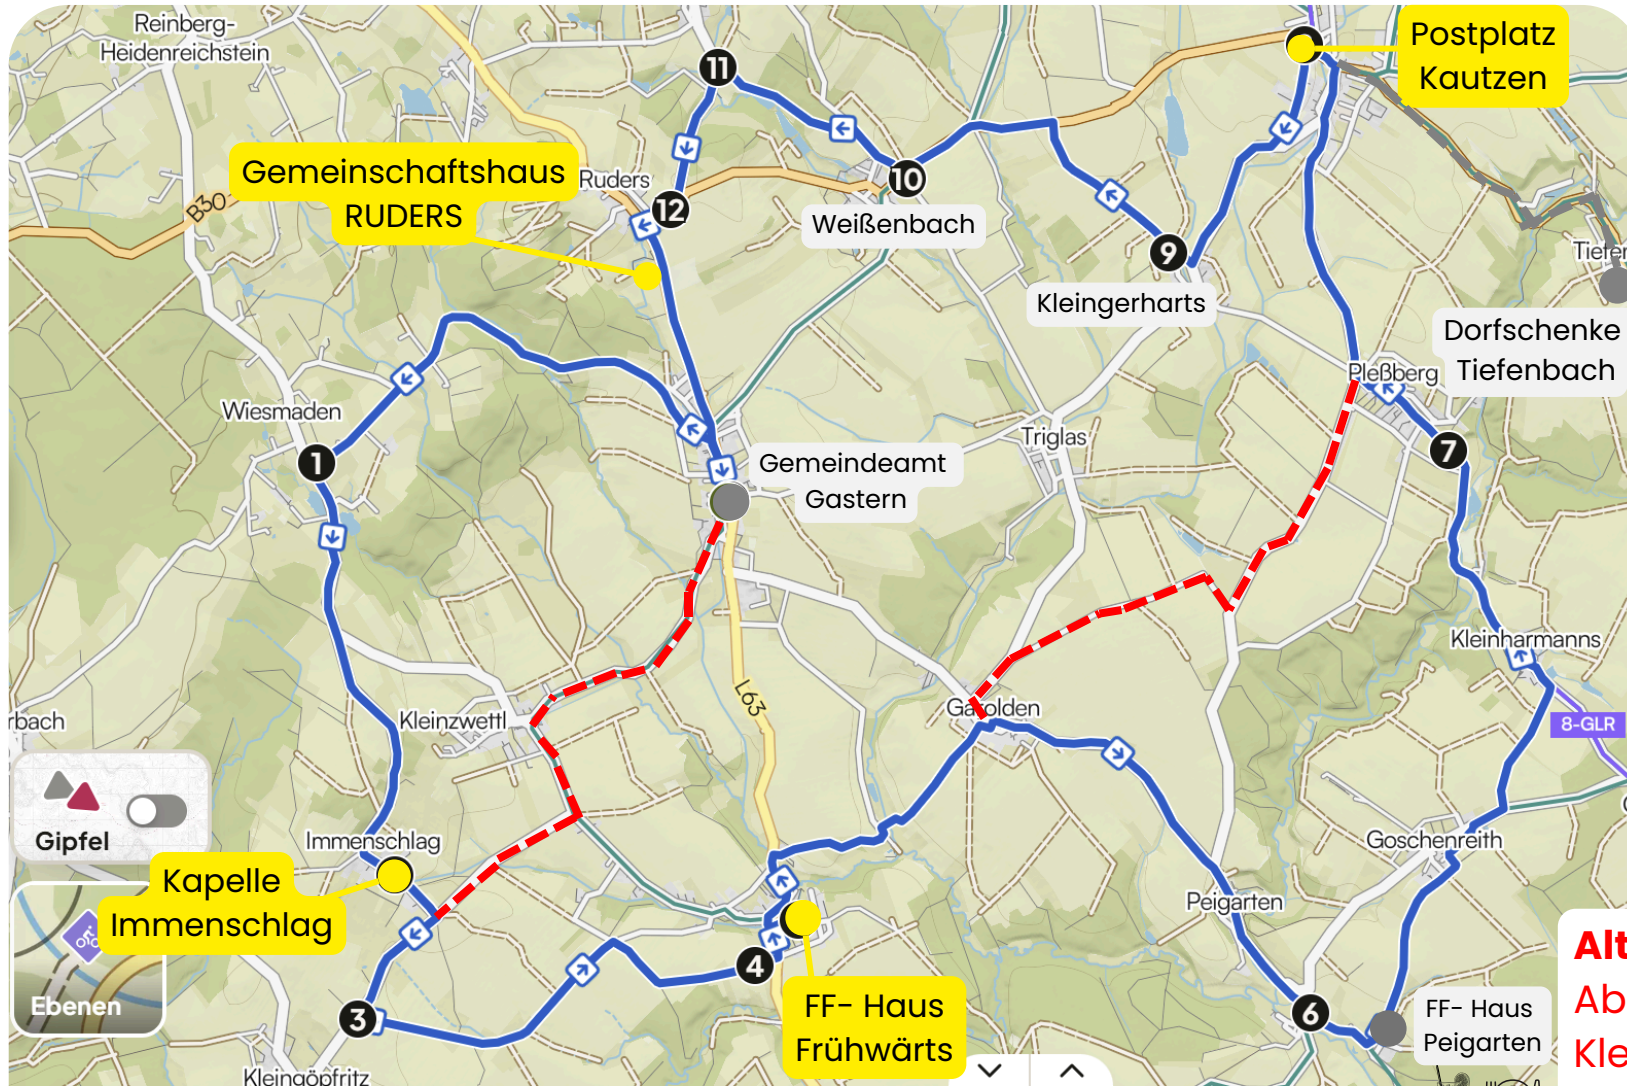 Reinberg-
Heidenreichstein
Postplatz
Kautzen
11
Gemeinschaftshaus
RUDERS
Ruders
B30
12
10
Weißenbach
9
Kleingerharts
Dorfschenke
Tiefenbach
Pleßberg
Wiesmaden
1
Triglas
7
Gemeindeamt
Gastern
Kleinharmanns
L63
Garolden
Kleinzwettl
rbach
8-GLR
Gipfel
Immenschlag
Goschenreith
Kapelle
Immenschlag
Peigarten
Ebenen
4
3
FF- Haus
Frühwärts
6
FF- Haus
Peigarten
Alt
Ab
Kle
Kleingöpfritz